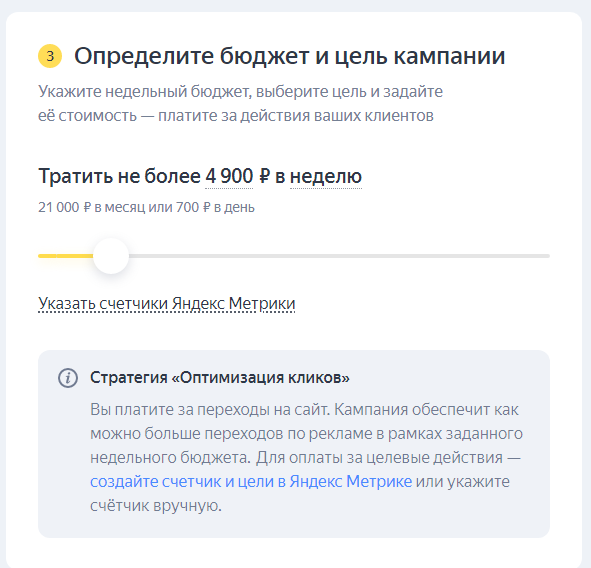 3 Определите бюджет и цель кампании
Укажите недельный бюджет, выберите цель и задайте
её стоимость — платите за действия ваших клиентов
Тратить не более 4 900 ₽ в неделю
21 000 ₽ в месяц или 700 ₽ в день
Указать счетчики Яндекс Метрики
Стратегия «Оптимизация кликов»
Вы платите за переходы на сайт. Кампания обеспечит как
можно больше переходов по рекламе в рамках заданного
недельного бюджета. Для оплаты за целевые действия —
создайте счетчик и цели в Яндекс Метрике или укажите
счётчик вручную.